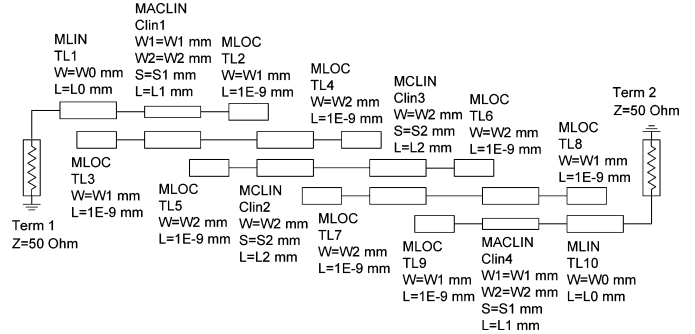 MLIN
TL1
W=W0 mm
L=L0 mm
MACLIN
Clin1
W1=W1 mm
W2=W2 mm
S=S1 mm
L=L1 mm
MLOC
TL2
W=W1 mm
L=1E-9 mm
MLOC
TL4
W=W2 mm
L=1E-9 mm
MCLIN
Clin3
W=W2 mm
S=S2 mm
L=L2 mm
MLOC
TL6
W=W2 mm
L=1E-9 mm
MLOC
TL8
W=W1 mm
L=1E-9 mm
Term 2
Z=50 Ohm
Term 1
Z=50 Ohm
MLOC
TL3
W=W1 mm
L=1E-9 mm
MLOC
TL5
W=W2 mm
L=1E-9 mm
MCLIN
Clin2
W=W2 mm
S=S2 mm
L=L2 mm
MLOC
TL7
W=W2 mm
L=1E-9 mm
MLOC
TL9
W=W1 mm
L=1E-9 mm
MACLIN
Clin4
W1=W1 mm
W2=W2 mm
S=S1 mm
L=L1 mm
MLIN
TL10
W=W0 mm
L=L0 mm